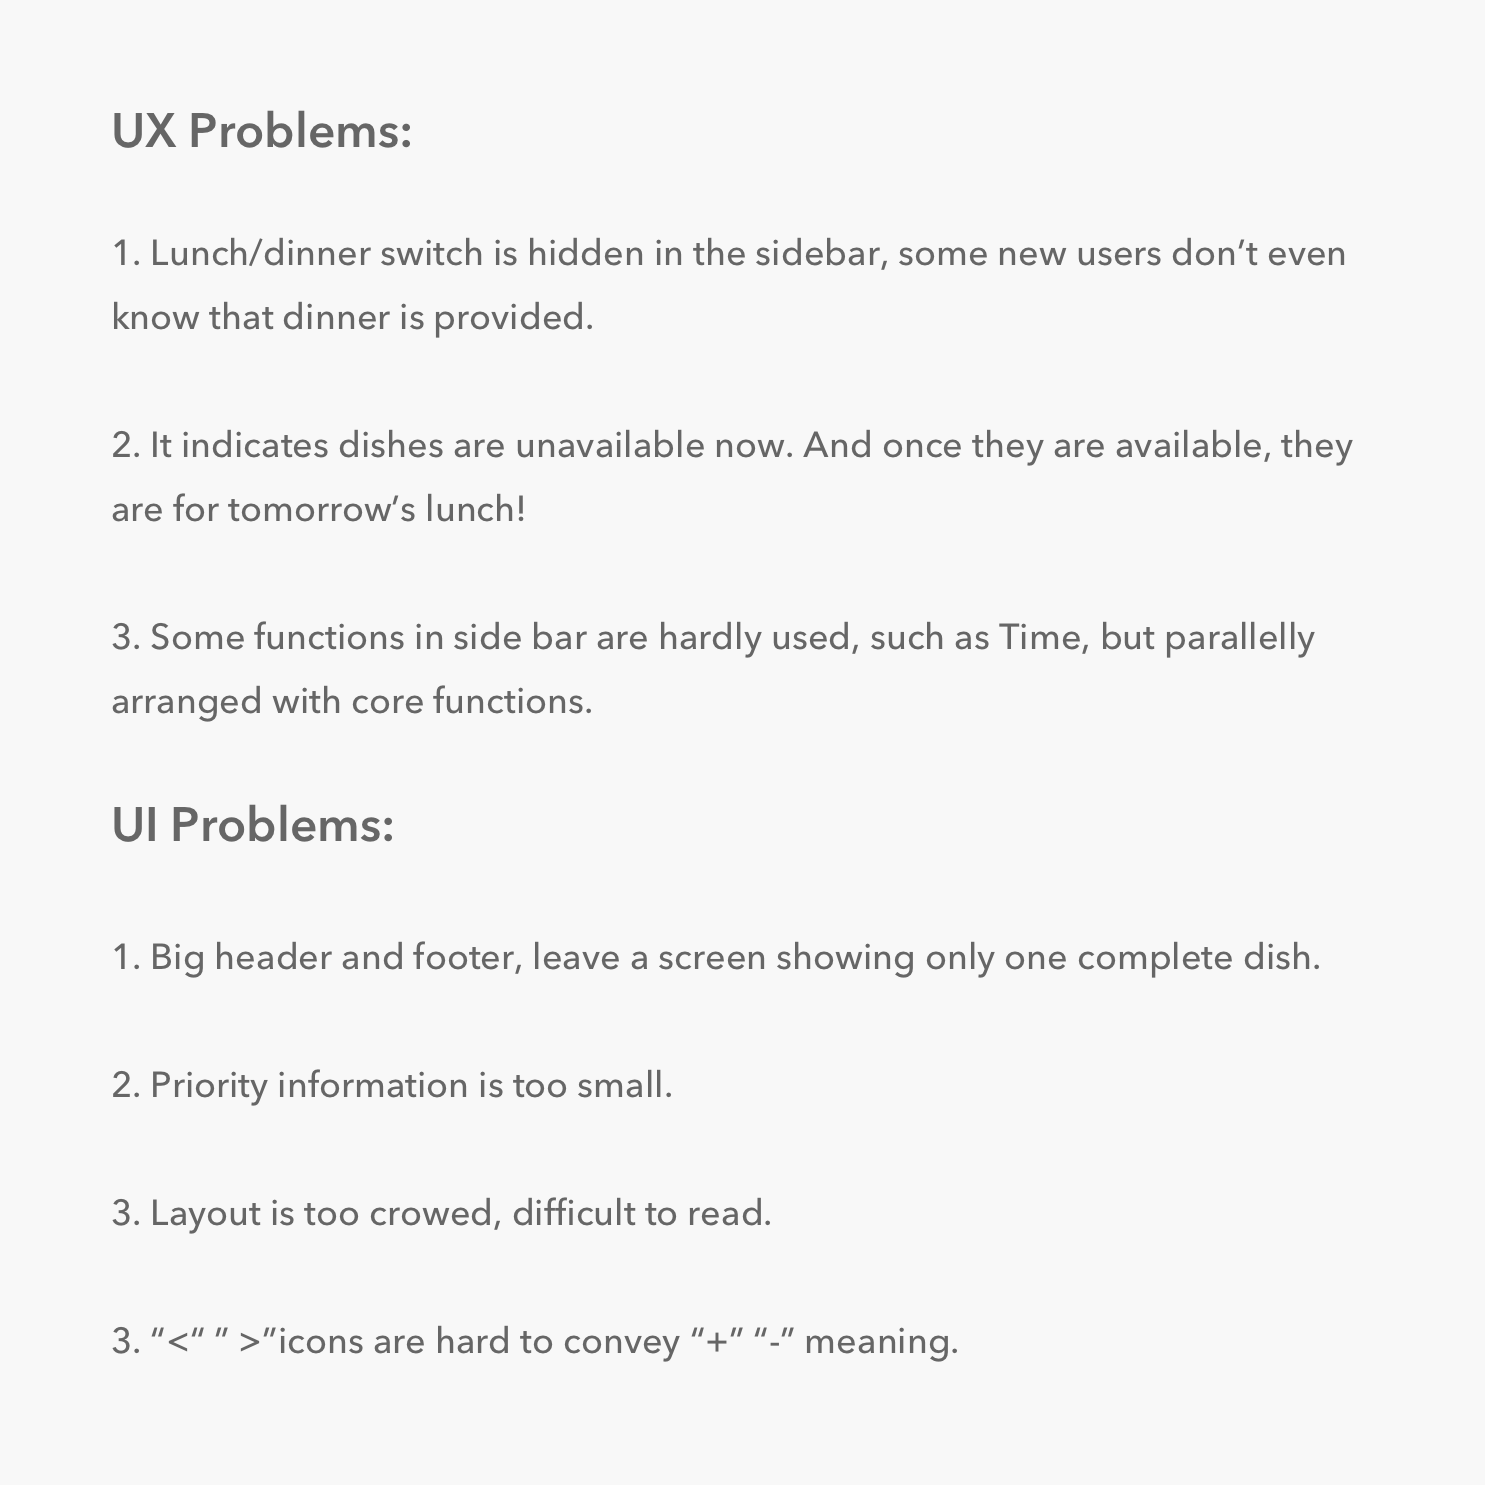 UX Problems:
1. Lunch/dinner switch is hidden in the sidebar, some new users don’t even
know that dinner is provided.
2. It indicates dishes are unavailable now. And once they are available, they
are for tomorrow’s lunch!
3. Some functions in side bar are hardly used, such as Time, but parallelly
arranged with core functions.
UI Problems:
1. Big header and footer, leave a screen showing only one complete dish.
2. Priority information is too small.
3. Layout is too crowed, difficult to read.
3. “<“ ” >”icons are hard to convey “+” “-” meaning.